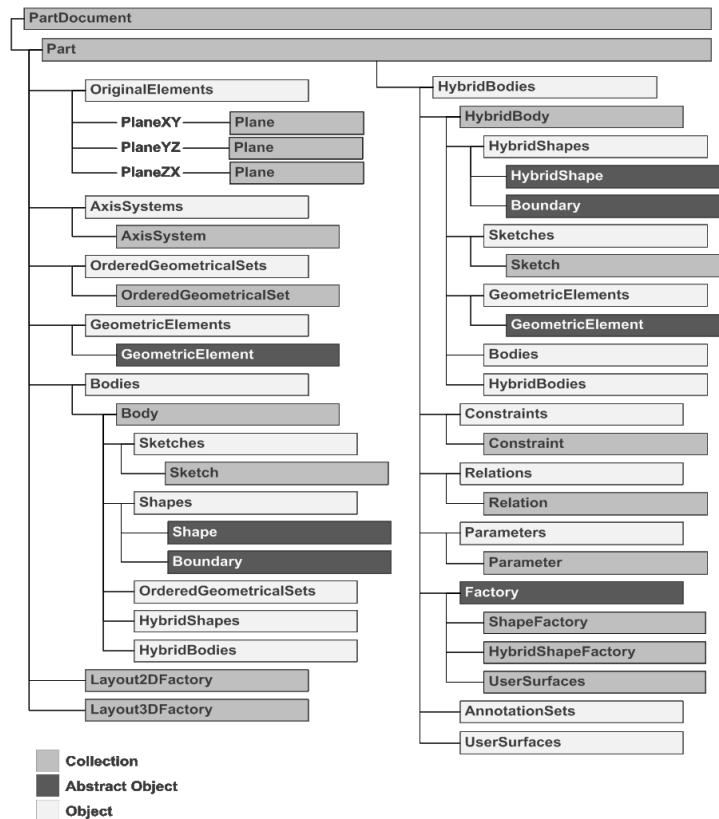 PartDocument
Part
OriginalElements
PlaneXY Plane
PlaneYZ Plane
PlaneZX Plane
AxisSystems
AxisSystem
OrderedGeometricalSets
OrderedGeometricalSet
GeometricElements
GeometricElement
Bodies
Body
Sketches
Sketch
Shapes
Shape
Boundary
OrderedGeometricalSets
HybridShapes
HybridBodies
Layout2DFactory
Layout3DFactory
HybridBodies
HybridBody
HybridShapes
HybridShape
Boundary
Sketches
Sketch
GeometricElements
GeometricElement
Bodies
HybridBodies
Constraints
Constraint
Relations
Relation
Parameters
Parameter
Factory
ShapeFactory
HybridShapeFactory
UserSurfaces
AnnotationSets
UserSurfaces
Collection
Abstract Object
Object